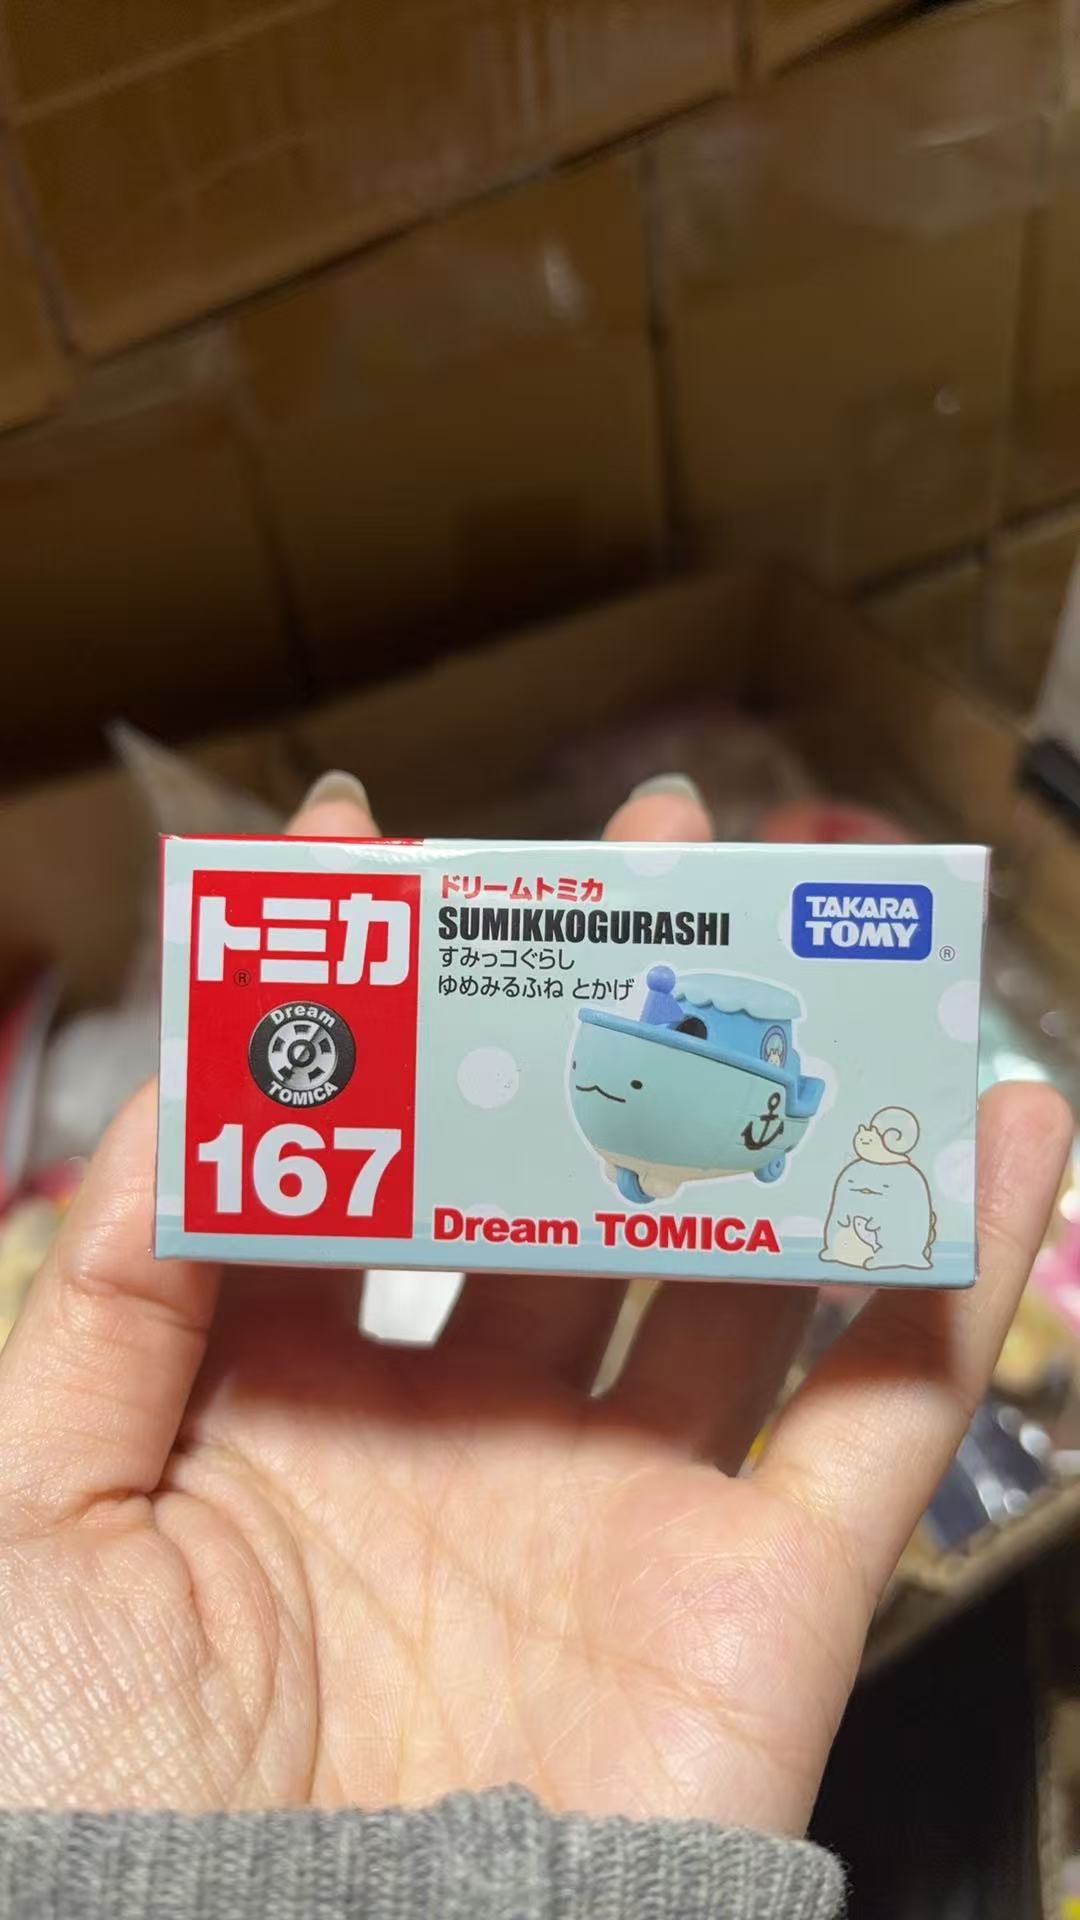 トミカ
®
Dream
TOMICA
167
ドリームトミカ
SUMIKKOGURASHI
すみっコぐらし
ゆめみるふね とかげ
TAKARA
TOMY
®
Dream TOMICA